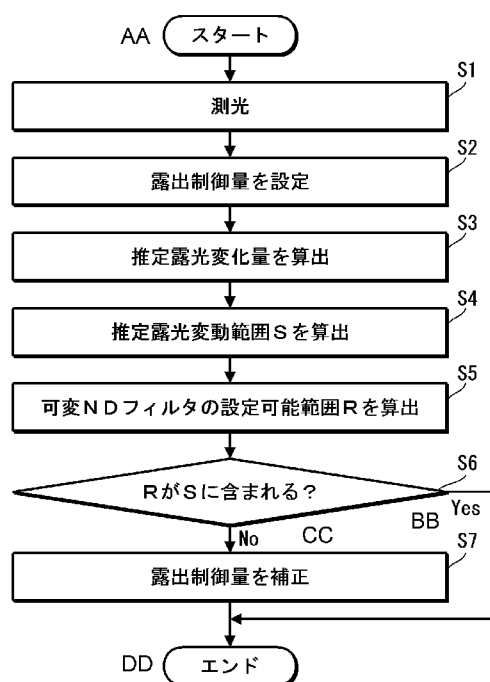 AA スタート
S1
測光
S2
露出制御量を設定
S3
推定露光変化量を算出
S4
推定露光変動範囲Sを算出
S5
可変NDフィルタの設定可能範囲Rを算出
S6
RがSに含まれる?
BB Yes
No CC
S7
露出制御量を補正
DD エンド